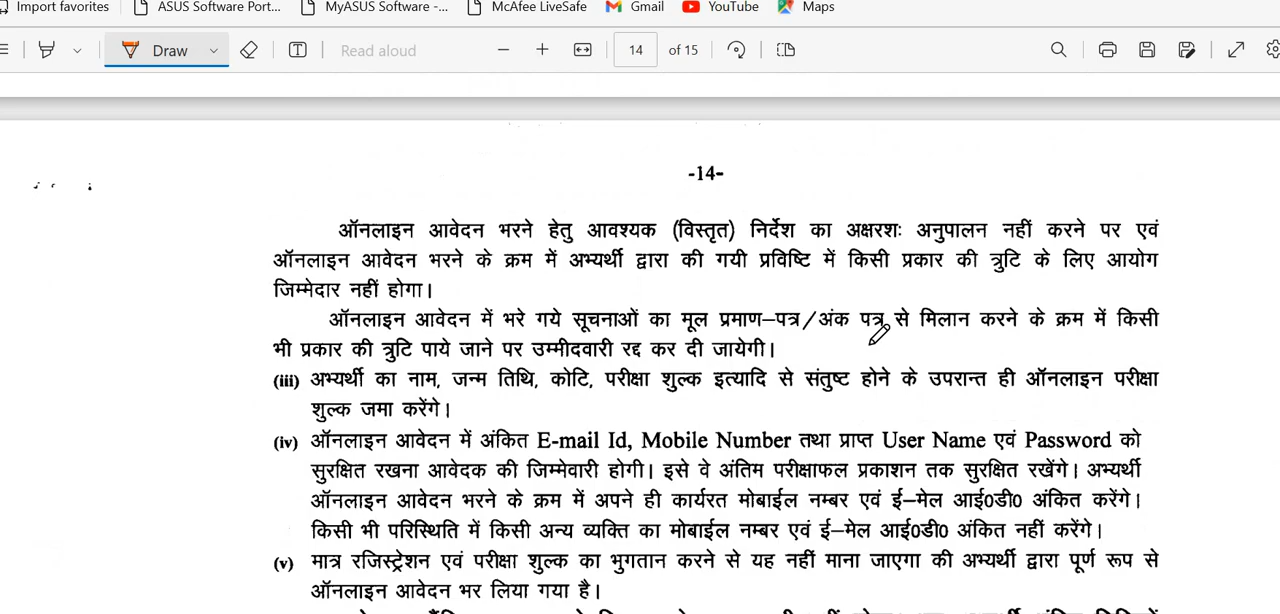 Import favorites ASUS Software Port... MyASUS Software -... McAfee LiveSafe Gmail YouTube Maps
Draw Read aloud 14 of 15
-14-
ऑनलाइन आवेदन भरने हेतु आवश्यक (विस्तृत) निर्देश का अक्षरशः अनुपालन नहीं करने पर एवं
ऑनलाइन आवेदन भरने के क्रम में अभ्यर्थी द्वारा की गयी प्रविष्टि में किसी प्रकार की त्रुटि के लिए आयोग
जिम्मेदार नहीं होगा।
ऑनलाइन आवेदन में भरे गये सूचनाओं का मूल प्रमाण–पत्र/अंक पत्र से मिलान करने के क्रम में किसी
भी प्रकार की त्रुटि पाये जाने पर उम्मीदवारी रद्द कर दी जायेगी।
(iii) अभ्यर्थी का नाम, जन्म तिथि, कोटि, परीक्षा शुल्क इत्यादि से संतुष्ट होने के उपरान्त ही ऑनलाइन परीक्षा
शुल्क जमा करेंगे।
(iv) ऑनलाइन आवेदन में अंकित E-mail Id, Mobile Number तथा प्राप्त User Name एवं Password को
सुरक्षित रखना आवेदक की जिम्मेवारी होगी। इसे वे अंतिम परीक्षाफल प्रकाशन तक सुरक्षित रखेंगे। अभ्यर्थी
ऑनलाइन आवेदन भरने के क्रम में अपने ही कार्यरत मोबाईल नम्बर एवं ई–मेल आई0डी0 अंकित करेंगे।
किसी भी परिस्थिति में किसी अन्य व्यक्ति का मोबाईल नम्बर एवं ई–मेल आई0डी0 अंकित नहीं करेंगे।
(v) मात्र रजिस्ट्रेशन एवं परीक्षा शुल्क का भुगतान करने से यह नहीं माना जाएगा की अभ्यर्थी द्वारा पूर्ण रूप से
ऑनलाइन आवेदन भर लिया गया है।